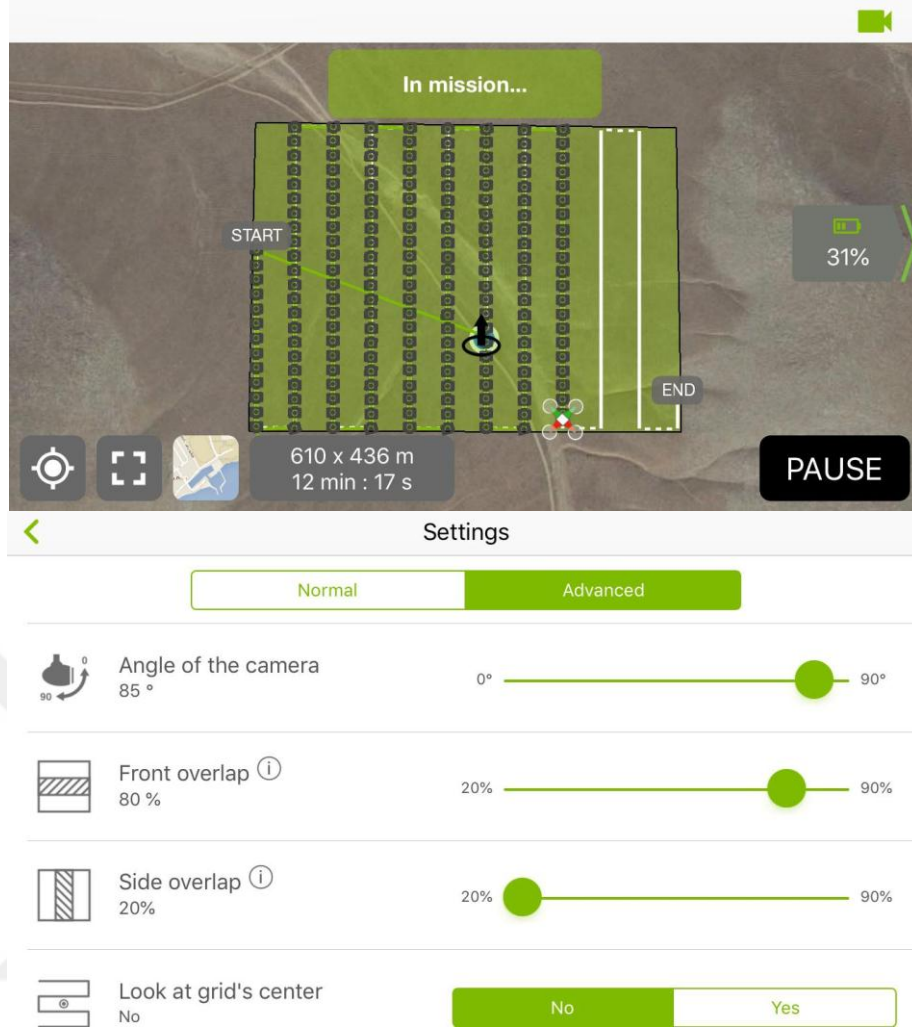 In mission...
START
31%
END
610 x 436 m
12 min : 17 s
PAUSE
Settings
Normal
Advanced
0
90
Angle of the camera
85 °
0°
90°
Front overlap i
80 %
20%
90%
Side overlap i
20%
20%
90%
Look at grid's center
No
No
Yes